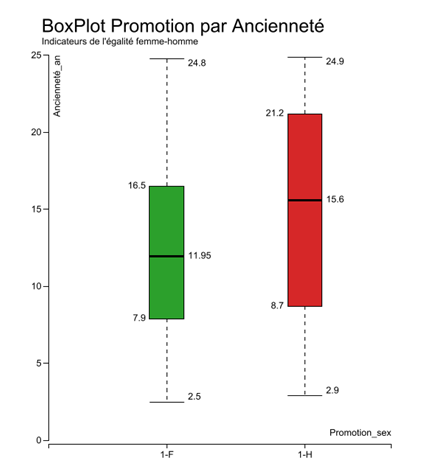 BoxPlot Promotion par Ancienneté
Indicateurs de l'égalité femme-homme
Ancienneté_an
25
20
15
10
5
0
24.8
16.5
11.95
7.9
2.5
24.9
21.2
15.6
8.7
2.9
Promotion_sex
1-F
1-H